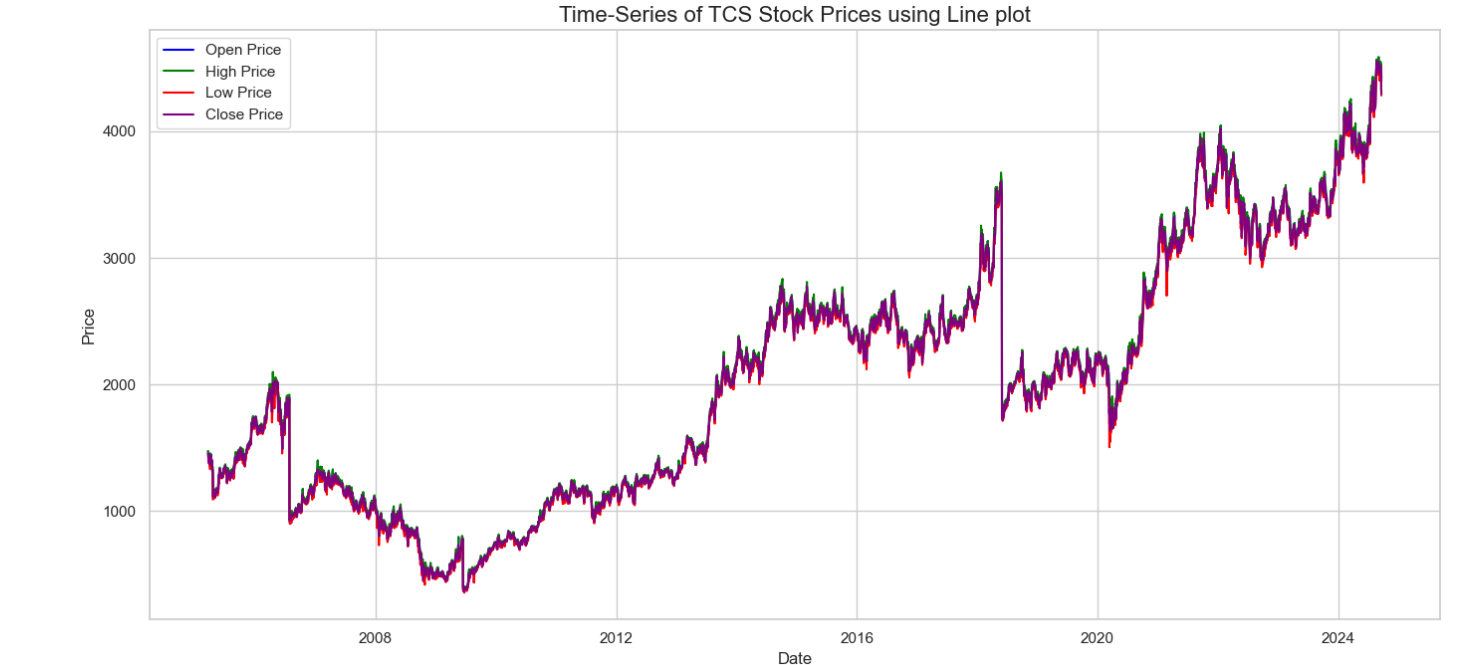 Time-Series of TCS Stock Prices using Line plot
Open Price
High Price
Low Price
Close Price
4000
3000
2000
1000
Price
2008
2012
2016
2020
2024
Date